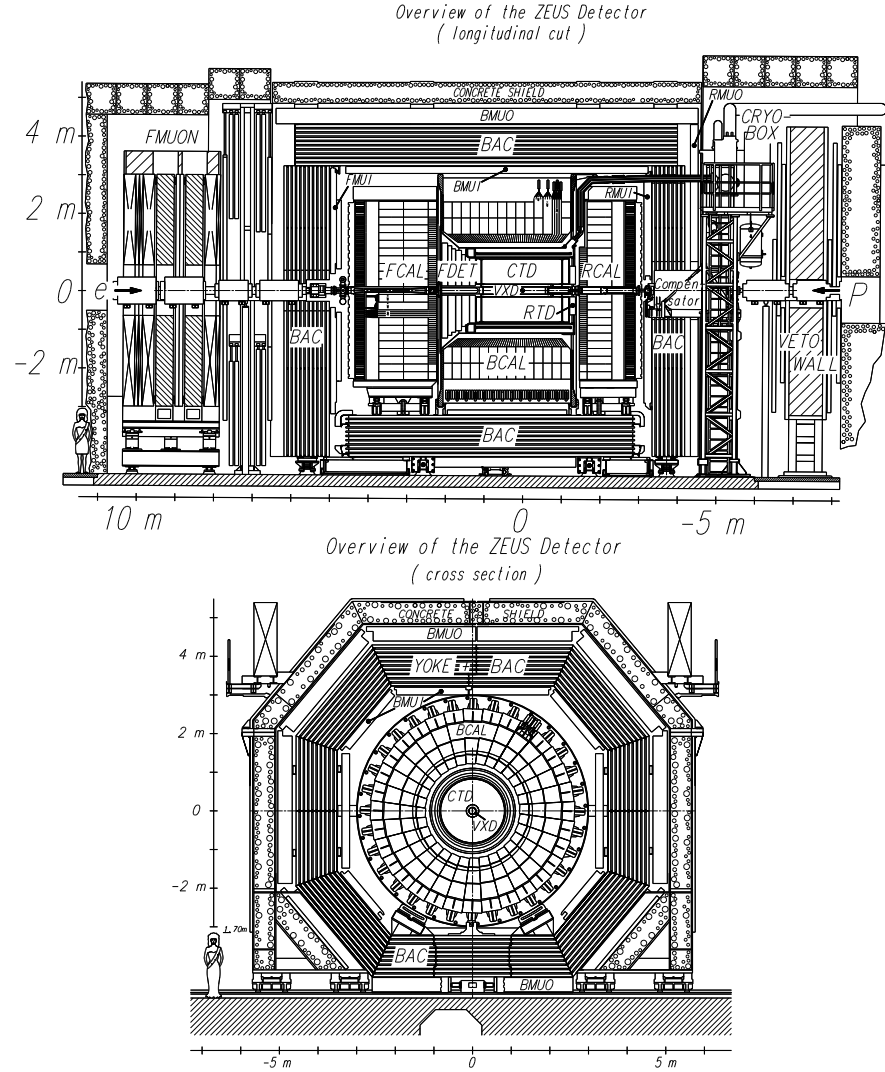 Overview of the ZEUS Detector
( longitudinal cut )
CONCRETE SHIELD
RMUO
BMUO
CRYO-
BOX
4 m
FMUON
BAC
FMUI
BMUI
RMUI
2 m
FCAL
FDET
CTD
RCAL
0
e
VXD
Compen-
sator
P
RTD
BAC
BAC
VETO
WALL
-2 m
BCAL
BAC
10 m
0
-5 m
Overview of the ZEUS Detector
( cross section )
CONCRETE
SHIELD
BMUO
4 m
YOKE + BAC
BMUI
2 m
BCAL
CTD
0
VXD
-2 m
1.70m
BAC
BMUO
-5 m
0
5 m